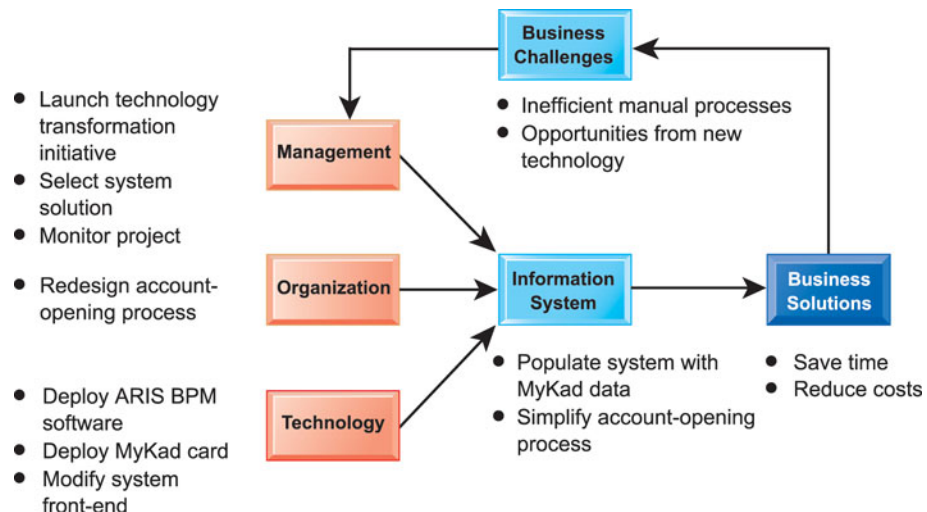 Business
Challenges
● Inefficient manual processes
● Opportunities from new
technology
● Launch technology
transformation
initiative
● Select system
solution
● Monitor project
Management
● Redesign account-
opening process
Organization
Information
System
Business
Solutions
● Populate system with
MyKad data
● Simplify account-opening
process
● Save time
● Reduce costs
● Deploy ARIS BPM
software
● Deploy MyKad card
● Modify system
front-end
Technology